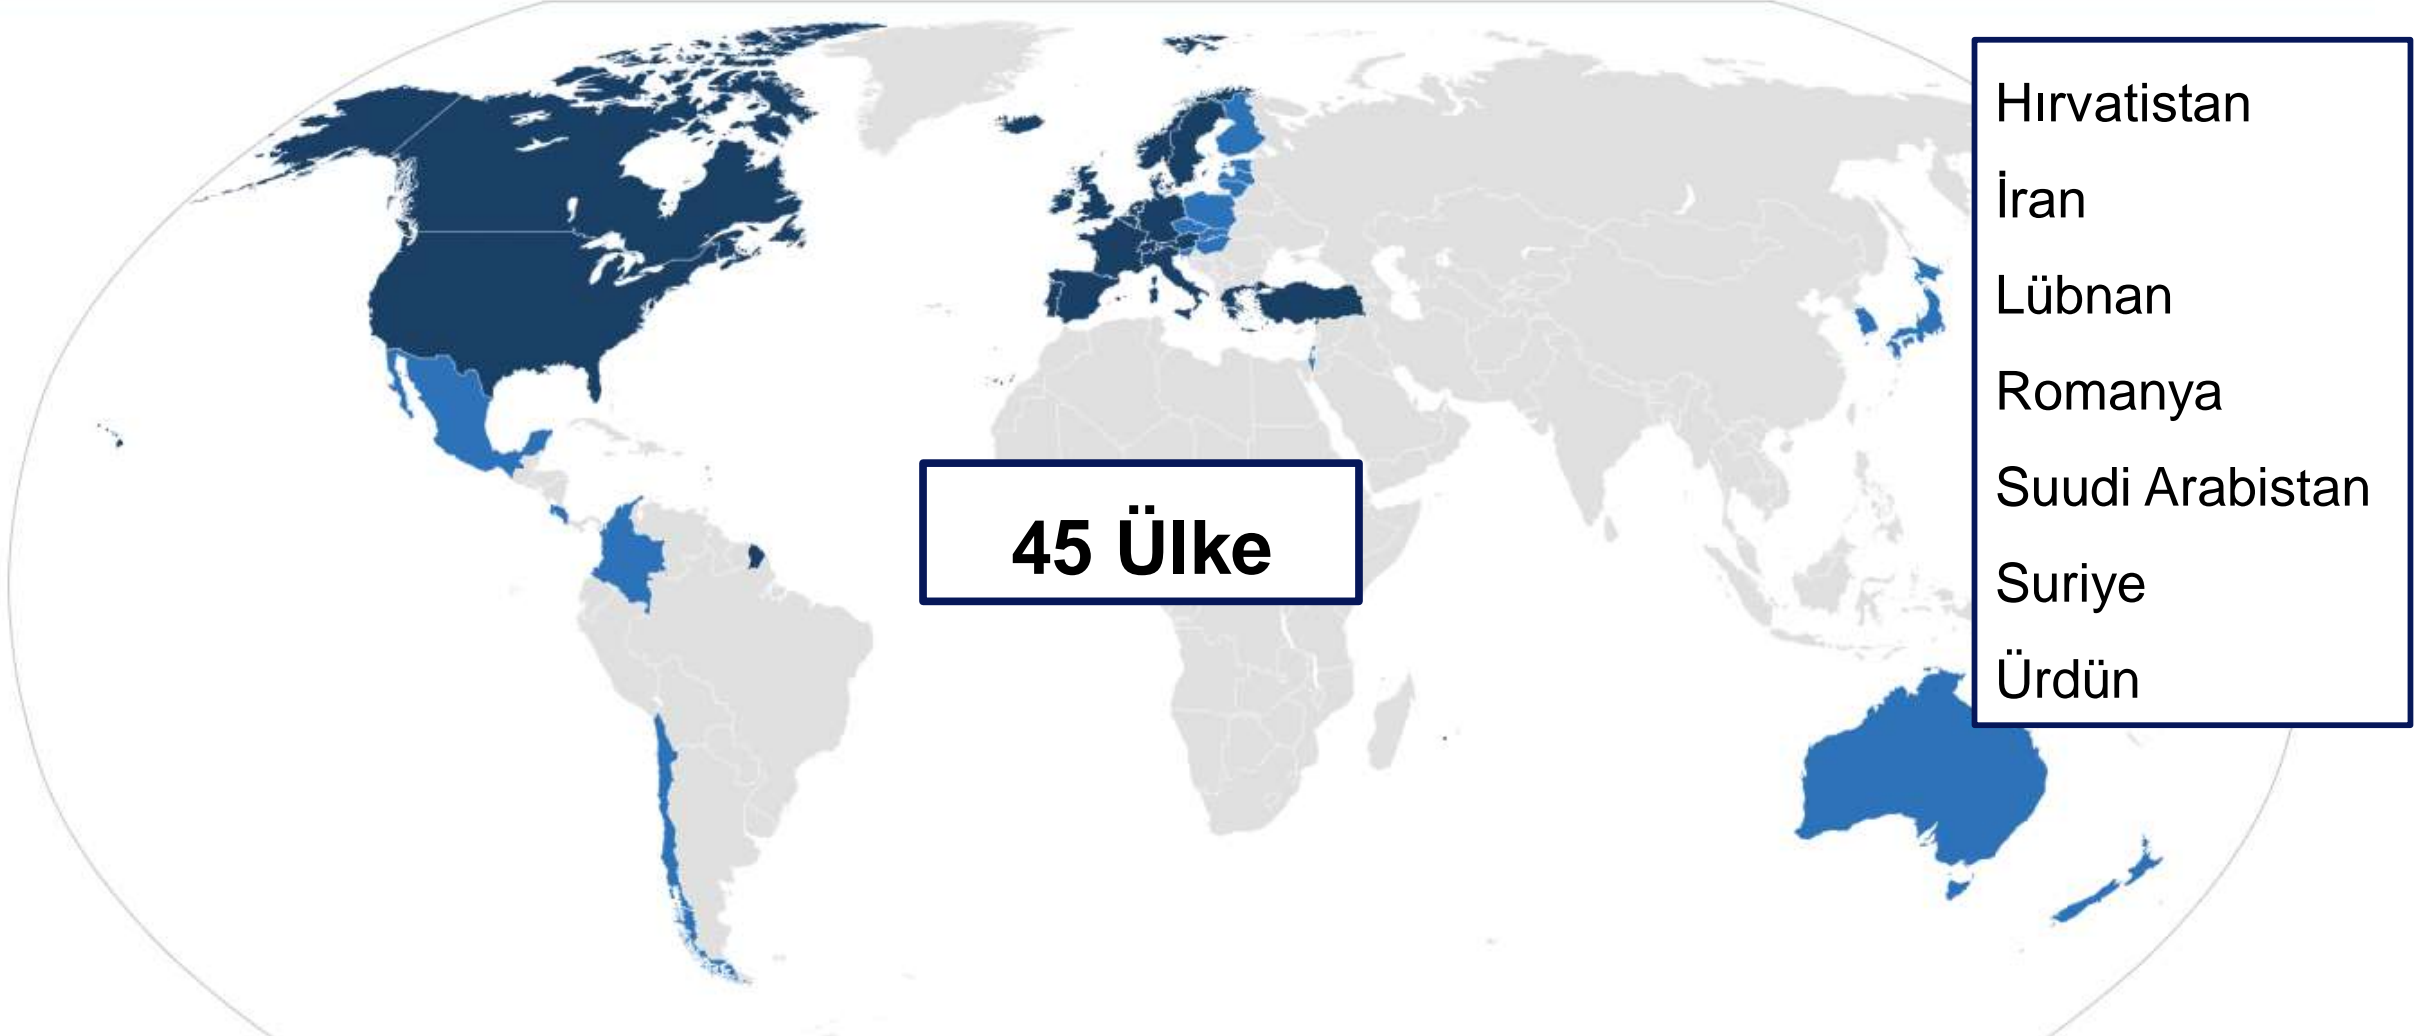 Hırvatistan
İran
Lübnan
Romanya
Suudi Arabistan
Suriye
Ürdün
45 Ülke